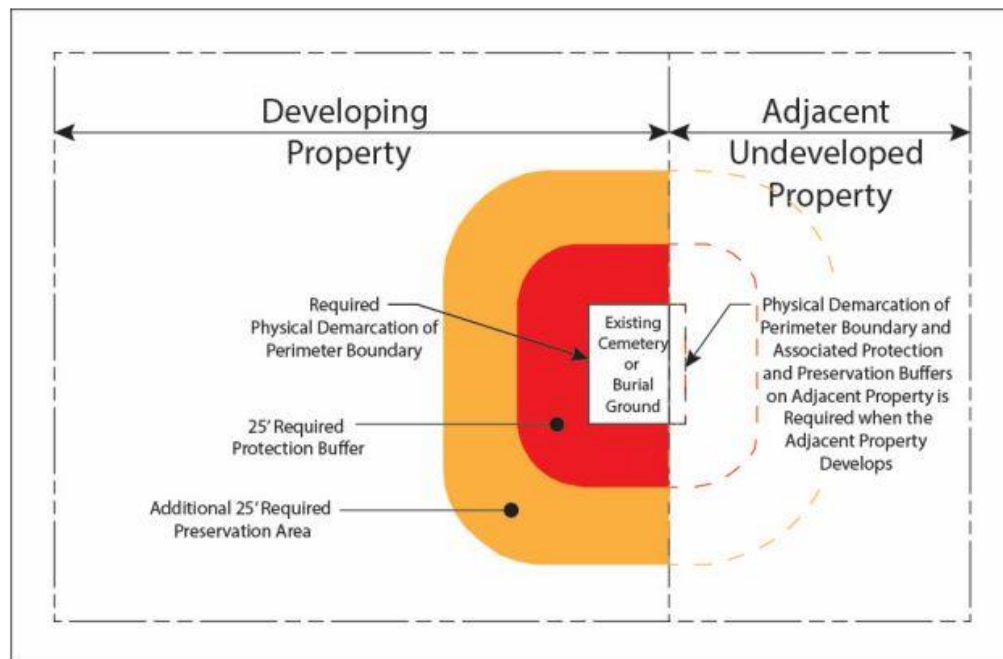 Developing
Property
Adjacent
Undeveloped
Property
Required
Physical Demarcation of
Perimeter Boundary
Existing
Cemetery
or
Burial
Ground
Physical Demarcation of
Perimeter Boundary and
Associated Protection
and Preservation Buffers
on Adjacent Property is
Required when the
Adjacent Property
Develops
25' Required
Protection Buffer
Additional 25' Required
Preservation Area